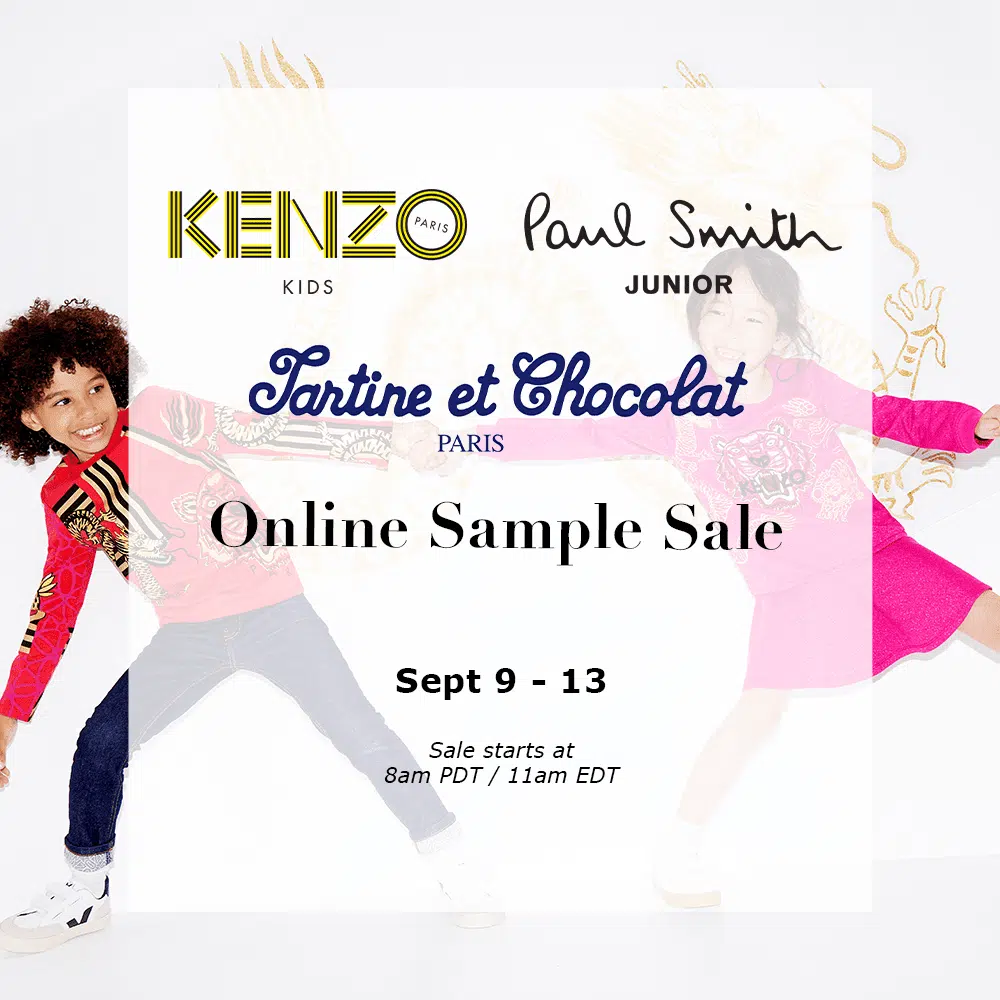 KENZO PARIS
KIDS
Paul Smith
JUNIOR
Tartine et Chocolat
PARIS
Online Sample Sale
Sept 9 - 13
Sale starts at
8am PDT / 11am EDT
KENZO